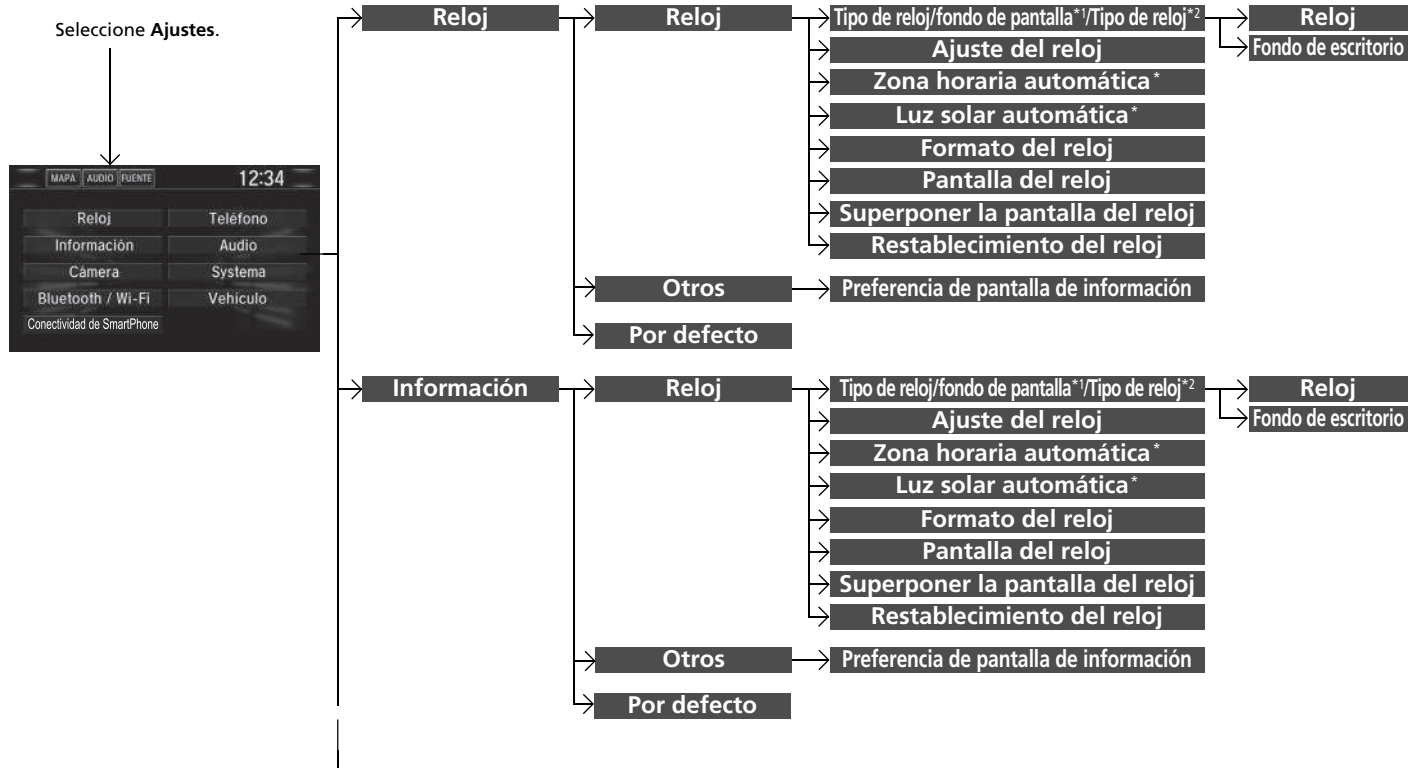 Seleccione Ajustes.
MAPA AUDIO FUENTE 12:34
Reloj Teléfono
Información Audio
Cámera Systema
Bluetooth / Wi-Fi Vehículo
Conectividad de SmartPhone
Reloj
Reloj
Tipo de reloj/fondo de pantalla*1/Tipo de reloj*2
Reloj
Fondo de escritorio
Ajuste del reloj
Zona horaria automática*
Luz solar automática*
Formato del reloj
Pantalla del reloj
Superponer la pantalla del reloj
Restablecimiento del reloj
Otros
Preferencia de pantalla de información
Por defecto
Información
Reloj
Tipo de reloj/fondo de pantalla*1/Tipo de reloj*2
Reloj
Fondo de escritorio
Ajuste del reloj
Zona horaria automática*
Luz solar automática*
Formato del reloj
Pantalla del reloj
Superponer la pantalla del reloj
Restablecimiento del reloj
Otros
Preferencia de pantalla de información
Por defecto